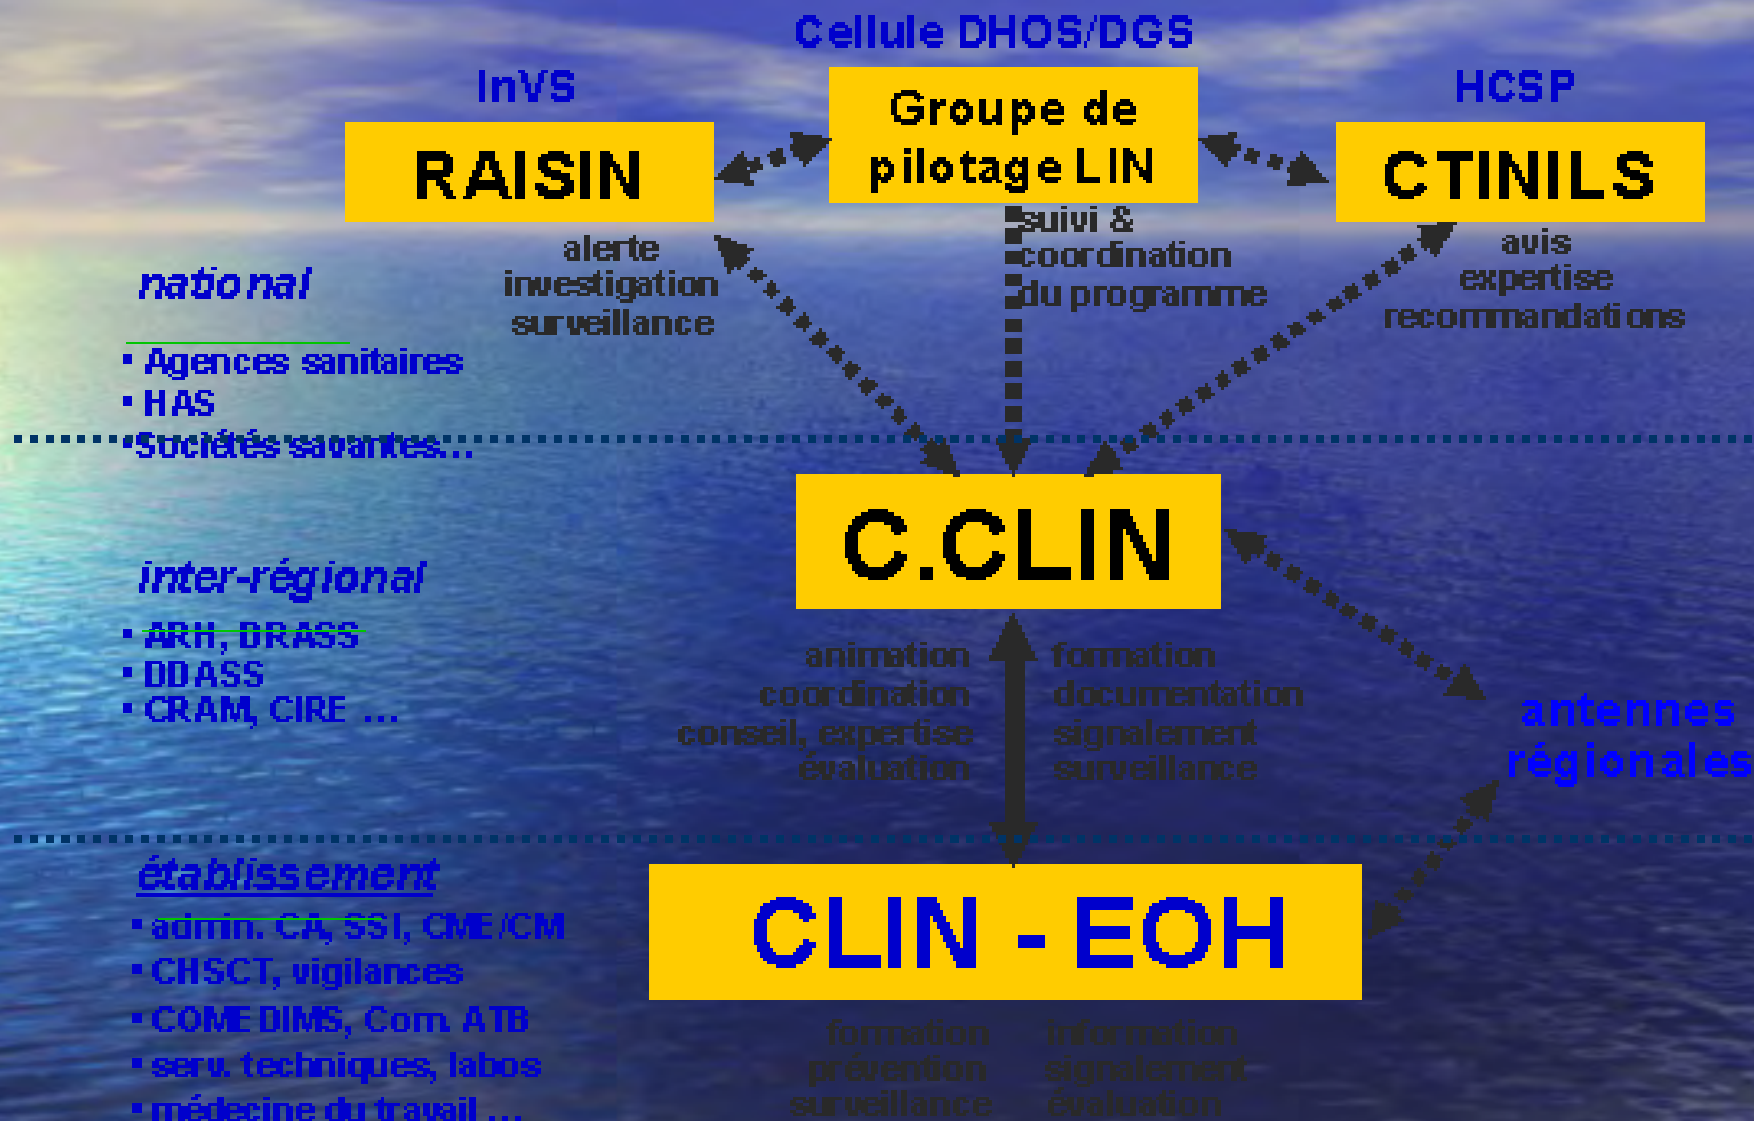 Cellule DHOS/DGS
InVS
HCSP
Groupe de
pilotage LIN
RAISIN
CTINILS
suivi &
coordination
du programme
alerte
investigation
surveillance
avis
expertise
recommandations
national
• Agences sanitaires
• HAS
•Sociétés savantes...
C.CLIN
inter-régional
• ARH, DRASS
• DDASS
• CRAM, CIRE ...
animation
coordination
conseil, expertise
évaluation
formation
documentation
signalement
surveillance
antennes
régionales
établissement
• admin. CA, SSI, CME/CM
• CHSCT, vigilances
• COMEDIMS, Com. ATB
• serv. techniques, labos
• médecine du travail ...
CLIN - EOH
formation
prévention
surveillance
information
signalement
évaluation